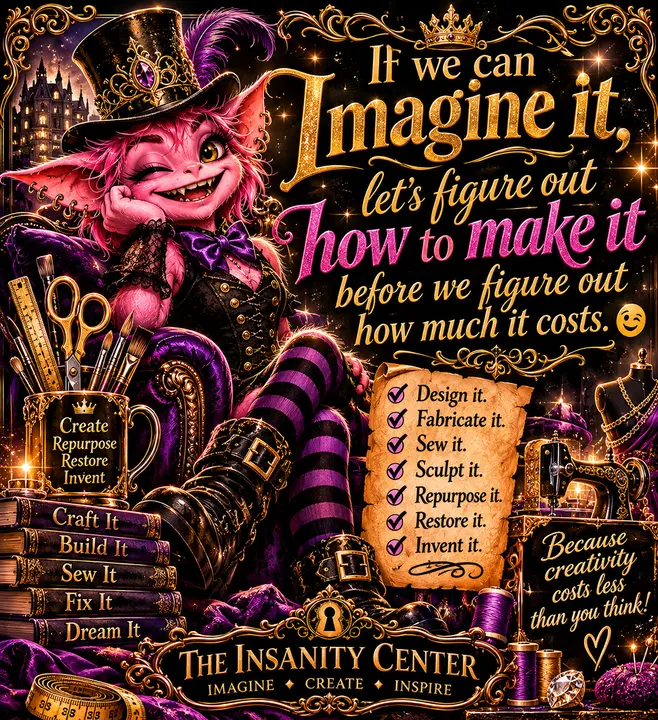 If we can
Imagine it,
let's figure out
how to make it
before we figure out
how much it costs. 😉
Design it.
Fabricate it.
Sew it.
Sculpt it.
Repurpose it.
Restore it.
Invent it.
Create
Repurpose
Restore
Invent
Craft It
Build It
Sew It
Fix It
Dream It
Because
creativity
costs less
than you think!
THE INSANITY CENTER
IMAGINE ✦ CREATE ✦ INSPIRE